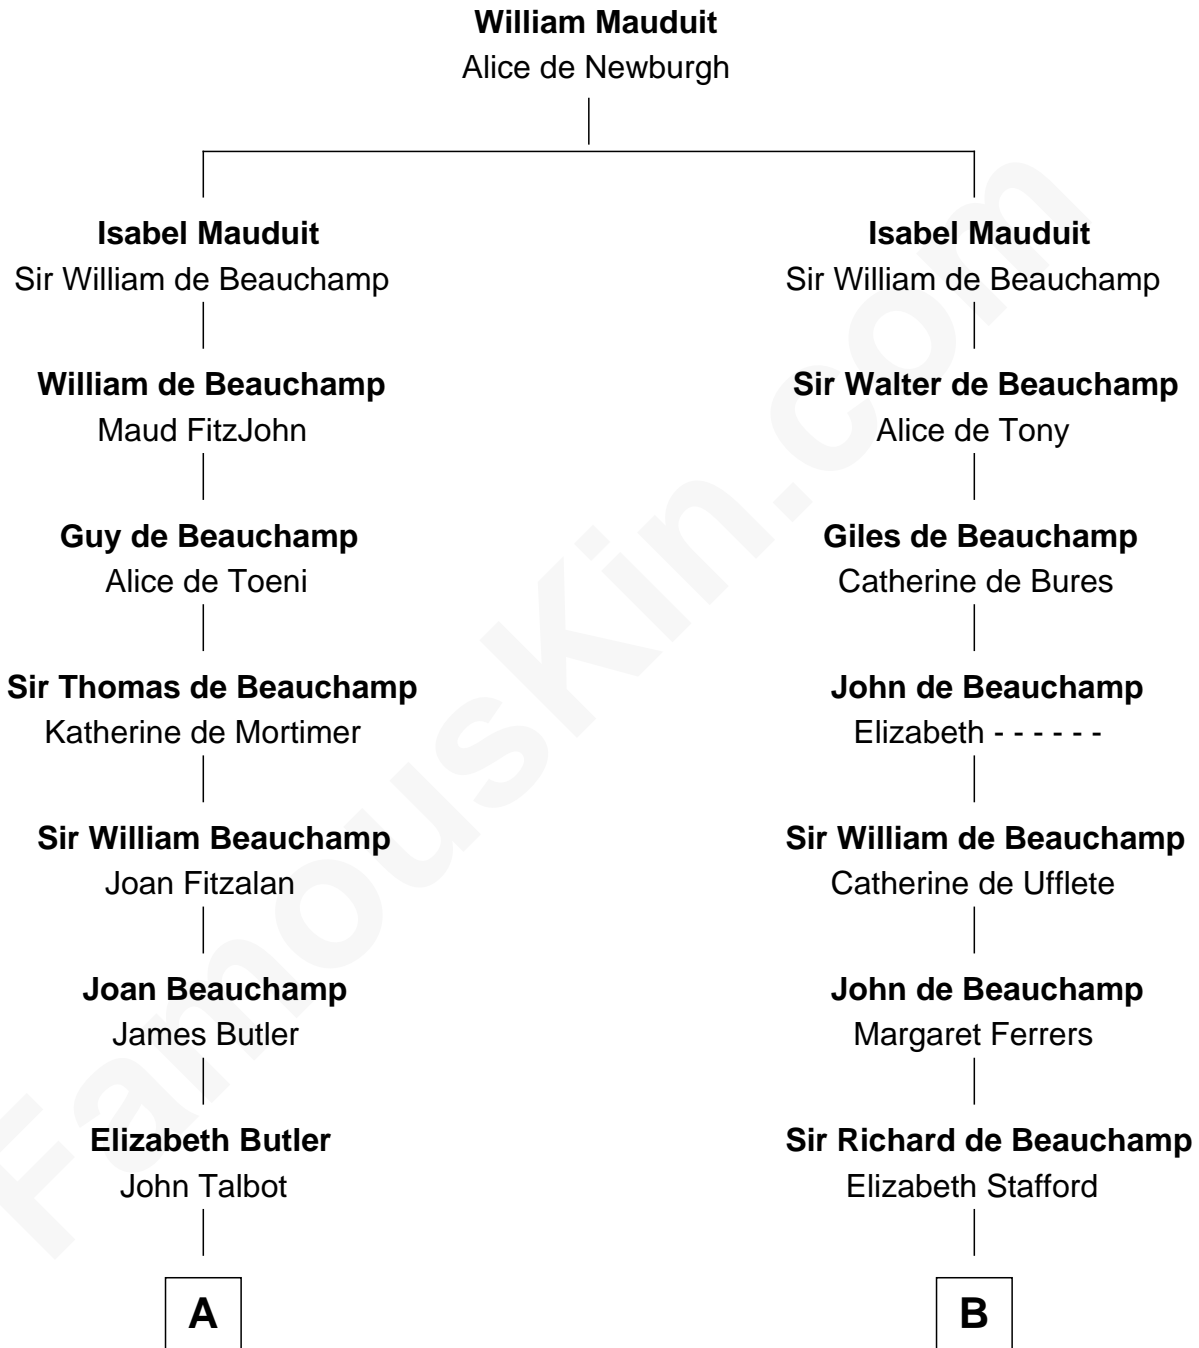 William Mauduit
Alice de Newburgh
Isabel Mauduit
Sir William de Beauchamp
Isabel Mauduit
Sir William de Beauchamp
William de Beauchamp
Maud FitzJohn
Sir Walter de Beauchamp
Alice de Tony
Guy de Beauchamp
Alice de Toeni
Giles de Beauchamp
Catherine de Bures
Sir Thomas de Beauchamp
Katherine de Mortimer
John de Beauchamp
Elizabeth - - - - - -
Sir William Beauchamp
Joan Fitzalan
Sir William de Beauchamp
Catherine de Ufflete
Joan Beauchamp
James Butler
John de Beauchamp
Margaret Ferrers
Elizabeth Butler
John Talbot
Sir Richard de Beauchamp
Elizabeth Stafford
A
B
FamousKin.com